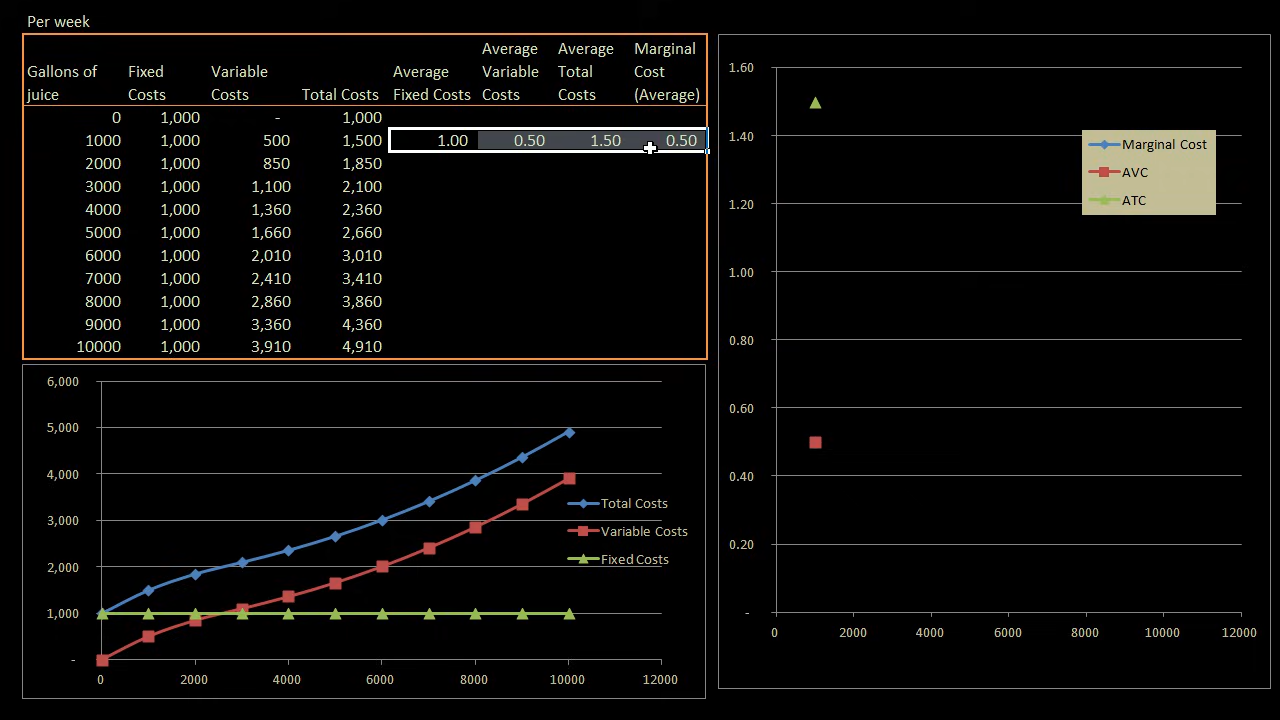 Per week
Average Average Marginal
Gallons of Fixed Variable Average Variable Total Cost
juice Costs Costs Total Costs Fixed Costs Costs Costs (Average)
0 1,000 - 1,000
1000 1,000 500 1,500 1.00 0.50 1.50 0.50
2000 1,000 850 1,850
3000 1,000 1,100 2,100
4000 1,000 1,360 2,360
5000 1,000 1,660 2,660
6000 1,000 2,010 3,010
7000 1,000 2,410 3,410
8000 1,000 2,860 3,860
9000 1,000 3,360 4,360
10000 1,000 3,910 4,910
6,000
5,000
4,000
3,000
2,000
1,000
-
0 2000 4000 6000 8000 10000 12000
Total Costs
Variable Costs
Fixed Costs
1.60
1.40
1.20
1.00
0.80
0.60
0.40
0.20
-
0 2000 4000 6000 8000 10000 12000
Marginal Cost
AVC
ATC